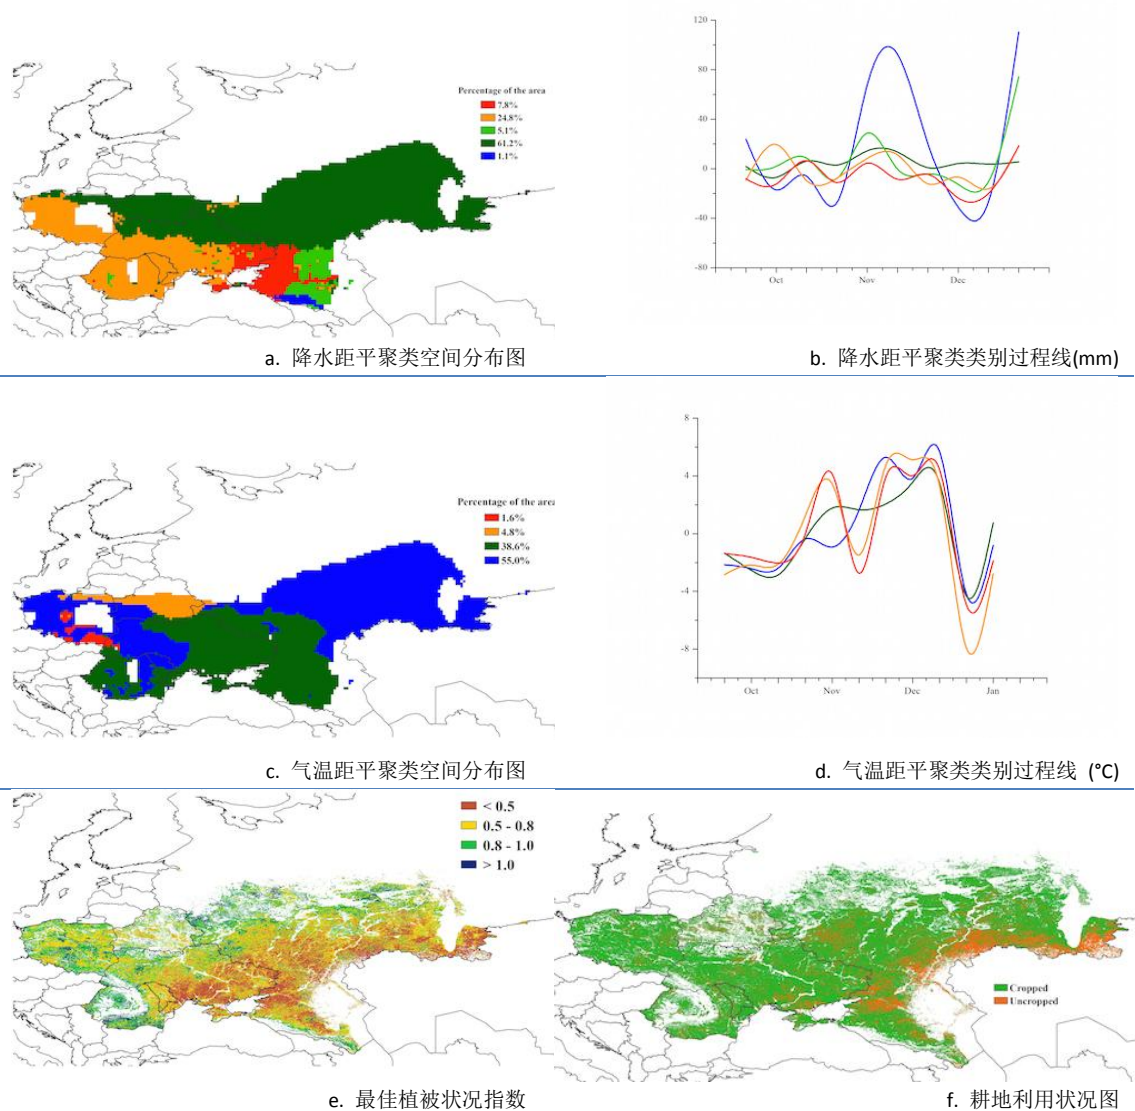 Percentage of the area
7.8%
24.8%
5.1%
61.2%
1.1%
120
80
40
0
-40
-80
Oct Nov Dec
a. 降水距平聚类空间分布图
b. 降水距平聚类类别过程线(mm)
Percentage of the area
1.6%
4.8%
38.6%
55.0%
8
4
0
-4
-8
Oct Nov Dec Jan
c. 气温距平聚类空间分布图
d. 气温距平聚类类别过程线 (°C)
< 0.5
0.5 - 0.8
0.8 - 1.0
> 1.0
Cropped
Uncropped
e. 最佳植被状况指数
f. 耕地利用状况图